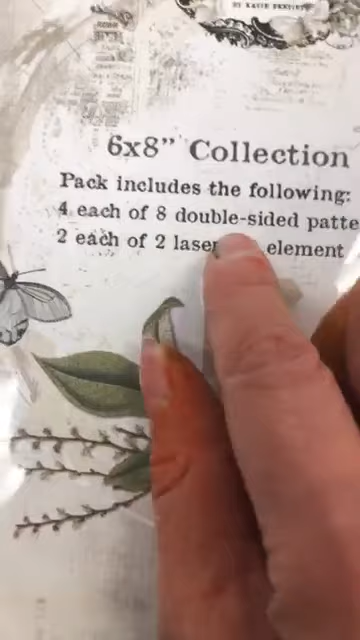 6x8” Collection
Pack includes the following:
4 each of 8 double-sided patte
2 each of 2 laser element